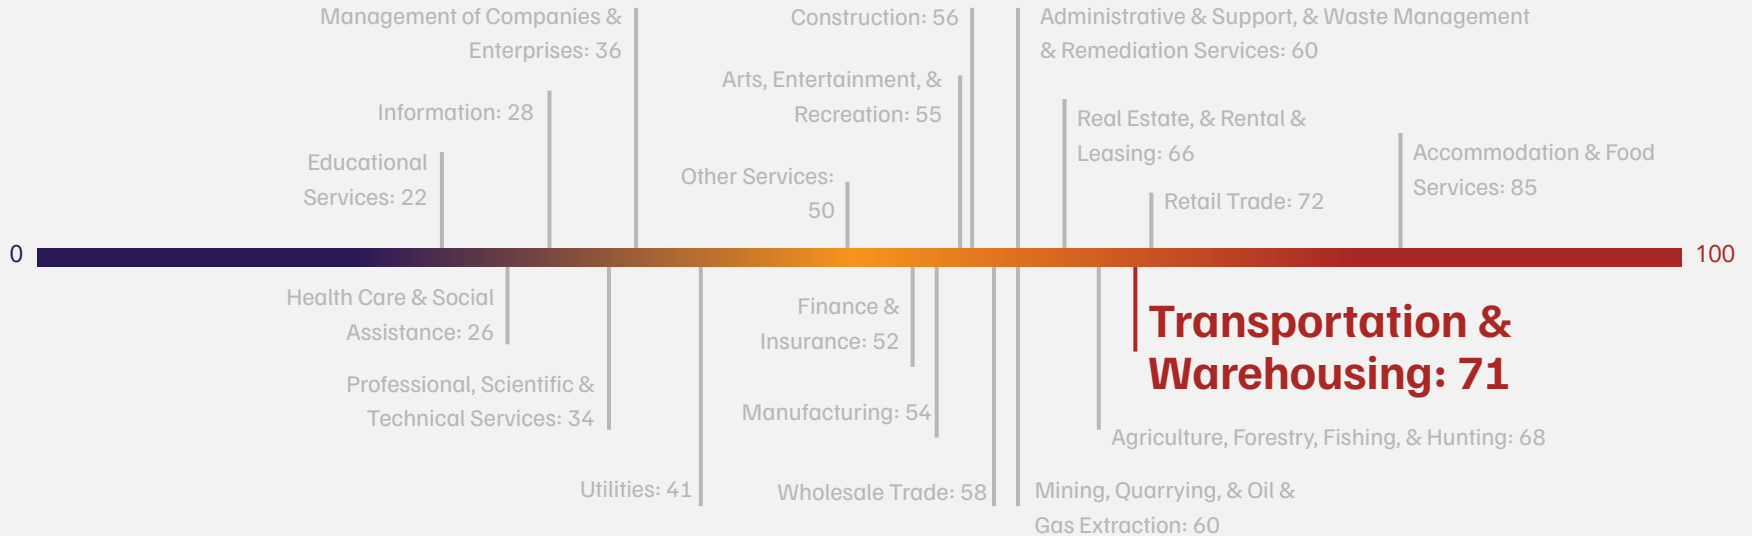 Management of Companies &
Enterprises: 36
Construction: 56
Administrative & Support, & Waste Management
& Remediation Services: 60
Information: 28
Arts, Entertainment, &
Recreation: 55
Real Estate, & Rental &
Leasing: 66
Educational
Services: 22
Other Services:
50
Retail Trade: 72
Accommodation & Food
Services: 85
0
100
Health Care & Social
Assistance: 26
Finance &
Insurance: 52
Transportation &
Warehousing: 71
Professional, Scientific &
Technical Services: 34
Manufacturing: 54
Agriculture, Forestry, Fishing, & Hunting: 68
Utilities: 41
Wholesale Trade: 58
Mining, Quarrying, & Oil &
Gas Extraction: 60